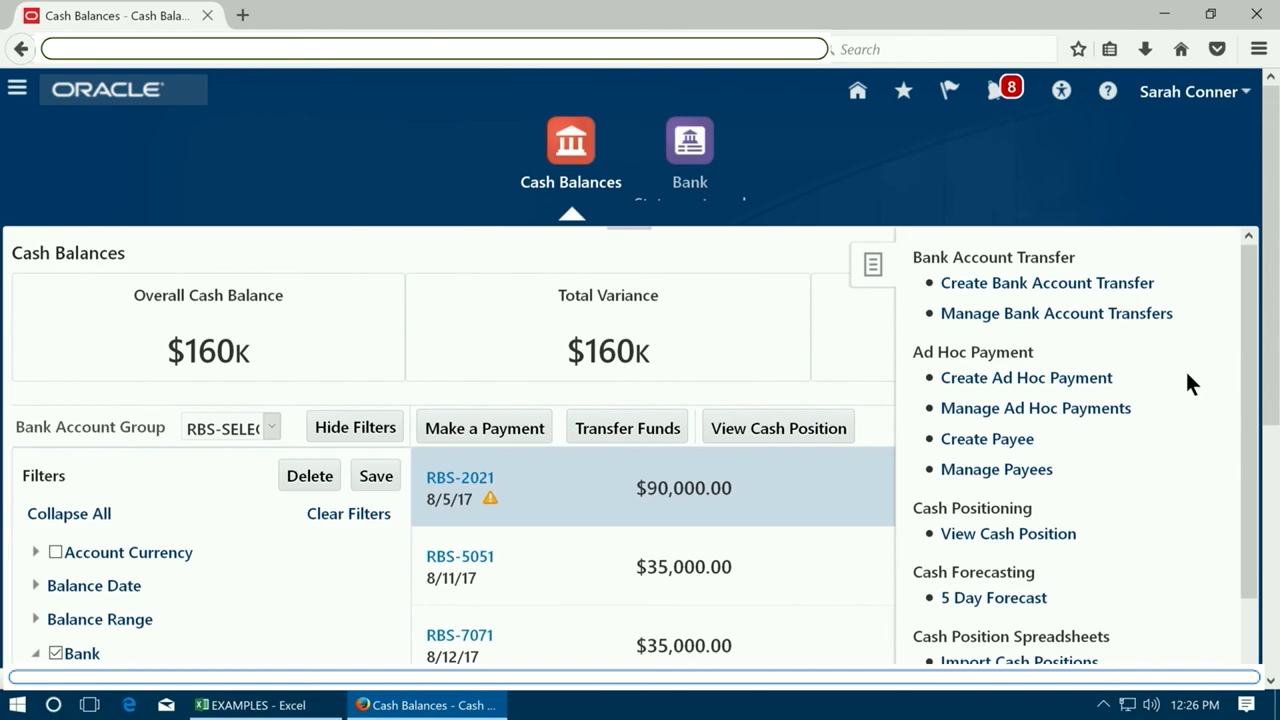 Cash Balances - Cash Bala...
Search
ORACLE
8
Sarah Conner
Cash Balances
Bank
Cash Balances
Overall Cash Balance
Total Variance
$160K
$160K
Bank Account Group
RBS-SELEC
Hide Filters
Make a Payment
Transfer Funds
View Cash Position
Filters
Delete
Save
Collapse All
Clear Filters
Account Currency
Balance Date
Balance Range
Bank
RBS-2021
$90,000.00
8/5/17
RBS-5051
$35,000.00
8/11/17
RBS-7071
$35,000.00
8/12/17
Bank Account Transfer
• Create Bank Account Transfer
• Manage Bank Account Transfers
Ad Hoc Payment
• Create Ad Hoc Payment
• Manage Ad Hoc Payments
• Create Payee
• Manage Payees
Cash Positioning
• View Cash Position
Cash Forecasting
• 5 Day Forecast
Cash Position Spreadsheets
• Import Cash Positions
EXAMPLES - Excel
Cash Balances - Cash ...
12:26 PM